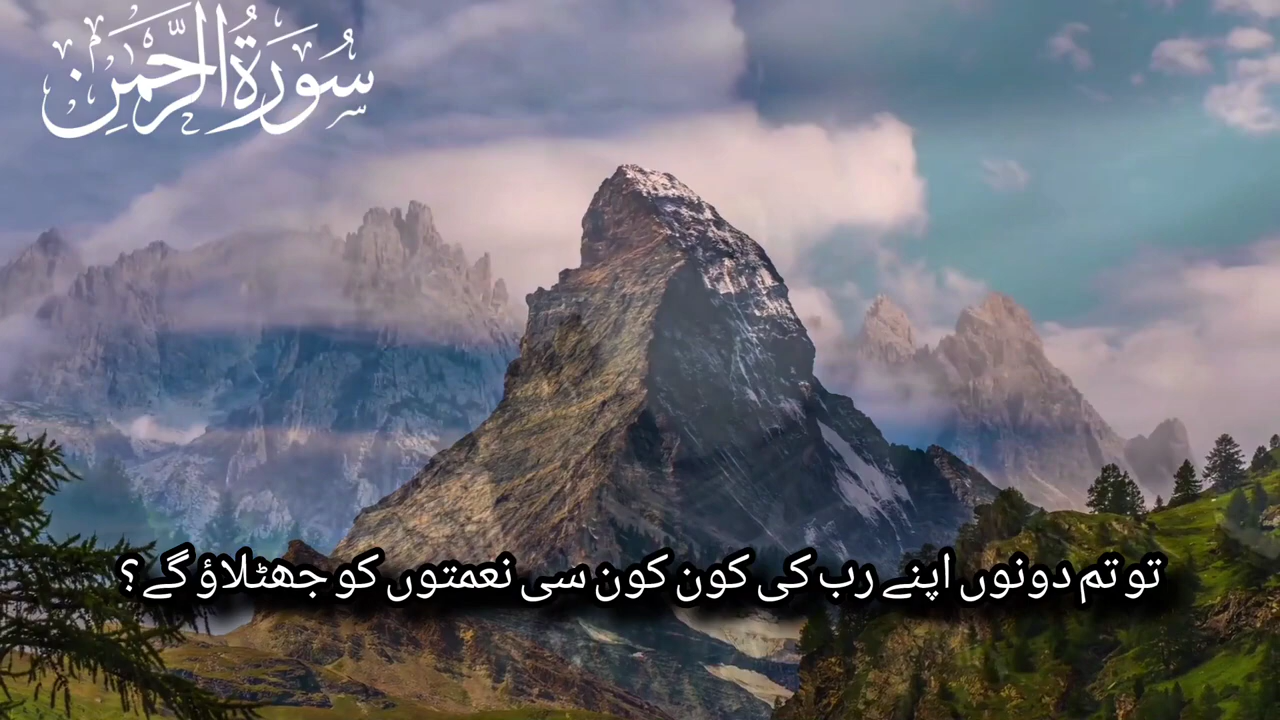 سُورَةُ الرَّحْمَٰنِ
تو تم دونوں اپنے رب کی کون کون سی نعمتوں کو جھٹلاؤ گے؟